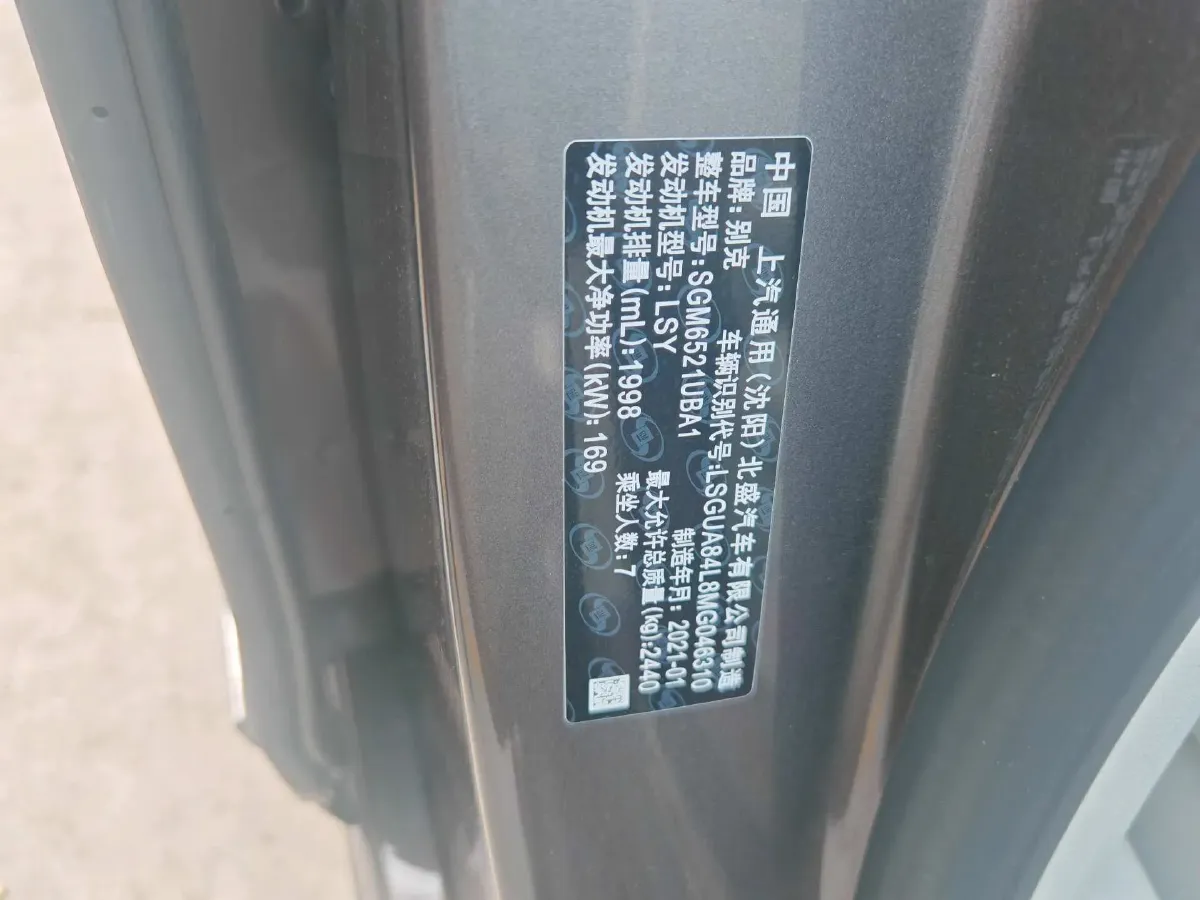 中国 上汽通用(沈阳)北盛汽车有限公司制造
品牌:别克 车辆识别代号:LSGUA84L8MG046310
整车型号:SGM6521UBA1 制造年月:2021-01
发动机型号:LSY 最大允许总质量(kg):2440
发动机排量(mL):1998 乘坐人数:7
发动机最大净功率(kW):169